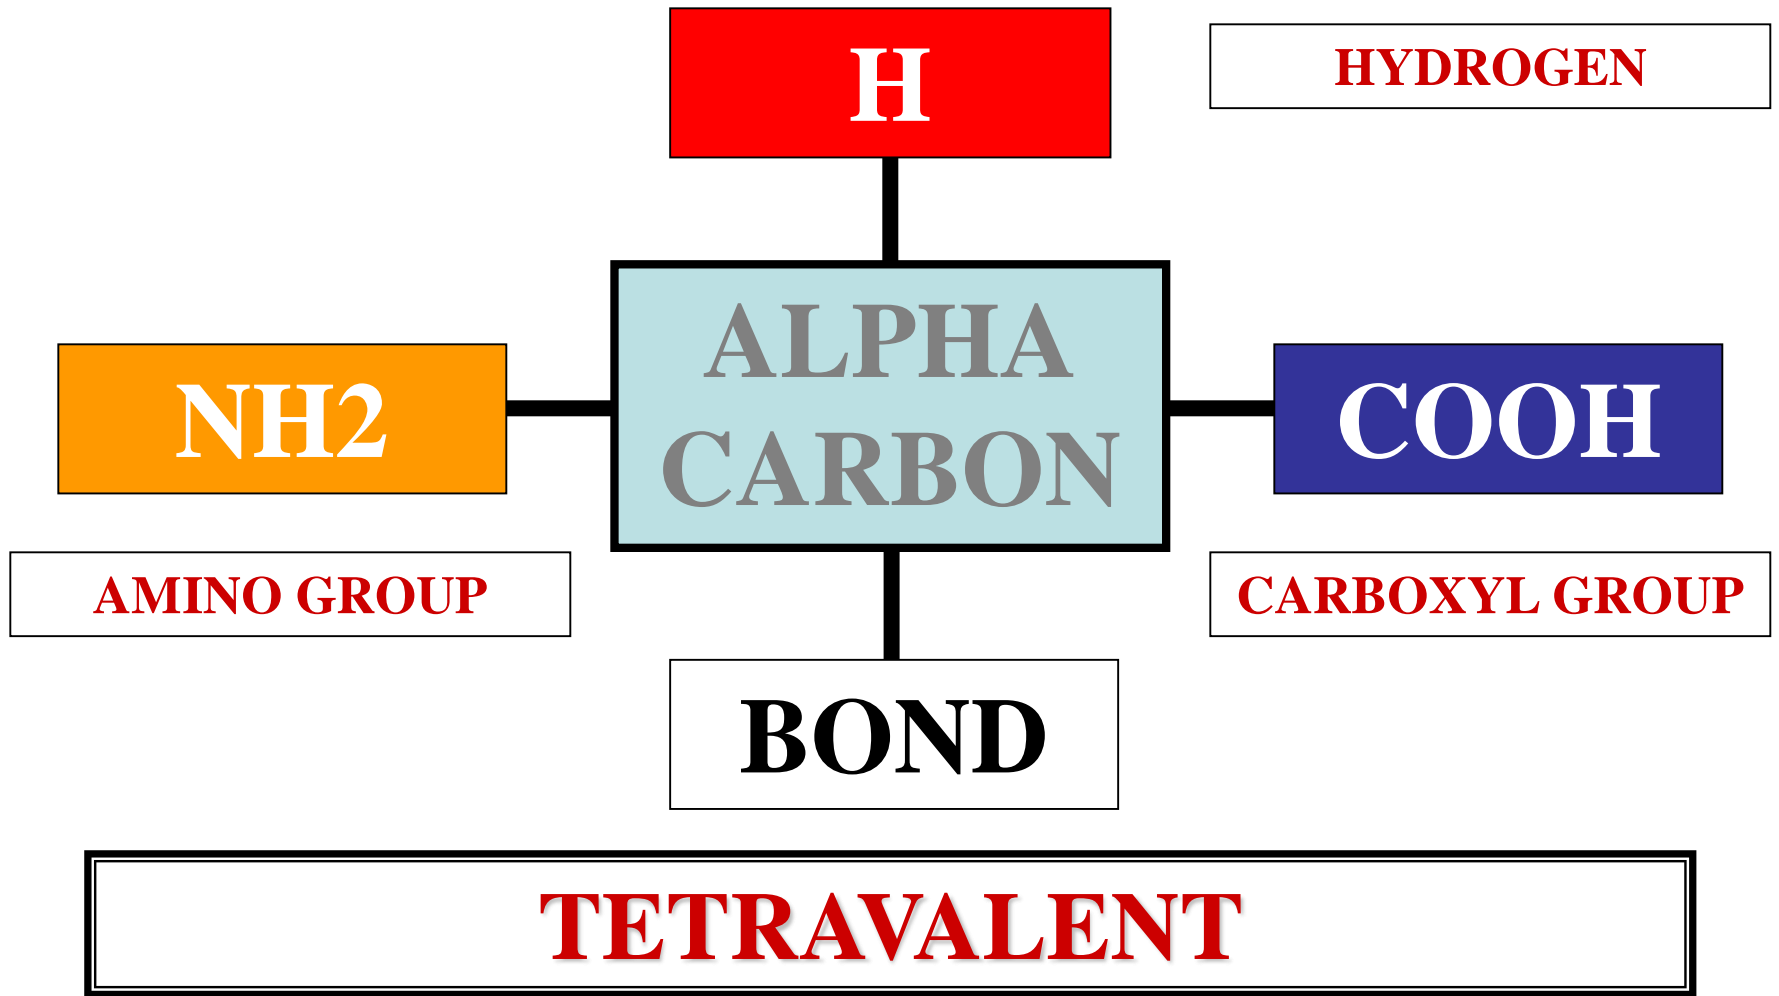 H
HYDROGEN
ALPHA
CARBON
NH2
COOH
AMINO GROUP
CARBOXYL GROUP
BOND
TETRAVALENT